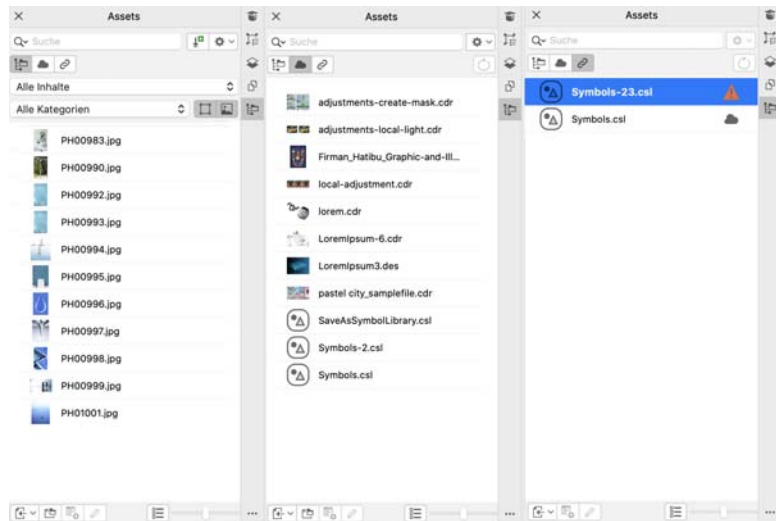 Assets
Suche
Alle Inhalte
Alle Kategorien
PH00983.jpg
PH00990.jpg
PH00992.jpg
PH00993.jpg
PH00994.jpg
PH00995.jpg
PH00996.jpg
PH00997.jpg
PH00998.jpg
PH00999.jpg
PH01001.jpg
Assets
Suche
adjustments-create-mask.cdr
adjustments-local-light.cdr
Firman_Hatibu_Graphic-and-Ill...
local-adjustment.cdr
lorem.cdr
LoremIpsum-6.cdr
LoremIpsum3.des
pastel city_samplefile.cdr
SaveAsSymbolLibrary.csl
Symbols-2.csl
Symbols.csl
Assets
Suche
Symbols-23.csl
Symbols.csl